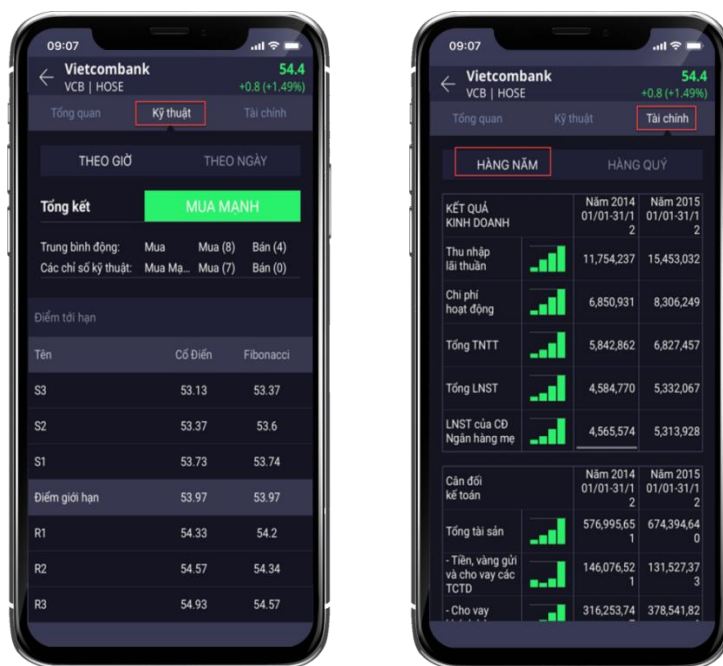 09:07
Vietcombank 54.4
VCB | HOSE +0.8 (+1.49%)
Tổng quan Kỹ thuật Tài chính
THEO GIỜ THEO NGÀY
Tổng kết MUA MẠNH
Trung bình động: Mua Mua (8) Bán (4)
Các chỉ số kỹ thuật: Mua Mạ... Mua (7) Bán (0)
Điểm tới hạn
Tên Cổ Điển Fibonacci
S3 53.13 53.37
S2 53.37 53.6
S1 53.73 53.74
Điểm giới hạn 53.97 53.97
R1 54.33 54.2
R2 54.57 54.34
R3 54.93 54.57
09:07
Vietcombank 54.4
VCB | HOSE +0.8 (+1.49%)
Tổng quan Kỹ thuật Tài chính
HÀNG NĂM HÀNG QUÝ
KẾT QUẢ Năm 2014 Năm 2015
KINH DOANH 01/01-31/1 01/01-31/1
2 2
Thu nhập
lãi thuần 11,754,237 15,453,032
Chi phí
hoạt động 6,850,931 8,306,249
Tổng TNTT 5,842,862 6,827,457
Tổng LNST 4,584,770 5,332,067
LNST của CĐ
Ngân hàng mẹ 4,565,574 5,313,928
Cân đối Năm 2014 Năm 2015
kế toán 01/01-31/1 01/01-31/1
2 2
Tổng tài sản 576,995,65 674,394,64
1 0
- Tiền, vàng gửi
và cho vay các 146,076,52 131,527,37
TCTD 1 3
- Cho vay 316,253,74 378,541,82